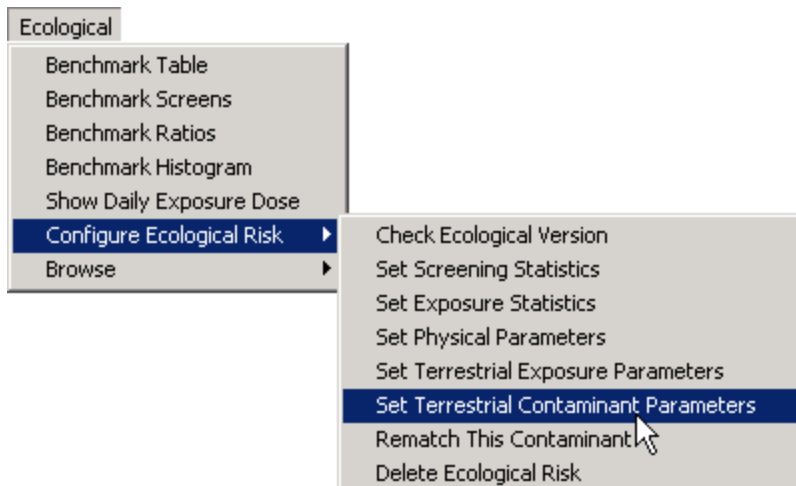 Ecological
Benchmark Table
Benchmark Screens
Benchmark Ratios
Benchmark Histogram
Show Daily Exposure Dose
Configure Ecological Risk
Browse
Check Ecological Version
Set Screening Statistics
Set Exposure Statistics
Set Physical Parameters
Set Terrestrial Exposure Parameters
Set Terrestrial Contaminant Parameters
Rematch This Contaminant
Delete Ecological Risk